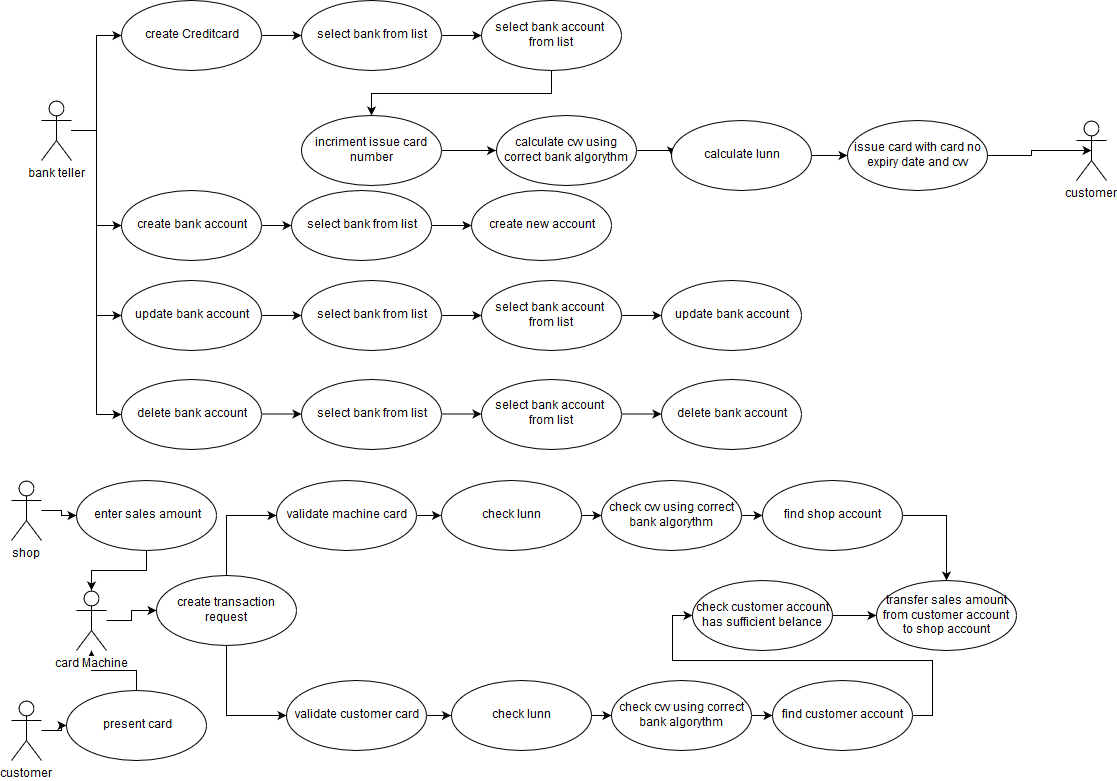 create Creditcard
select bank from list
select bank account
from list
bank teller
incriment issue card
number
calculate cvv using
correct bank algorythm
calculate lunn
issue card with card no
expiry date and cvv
customer
create bank account
select bank from list
create new account
update bank account
select bank from list
select bank account
from list
update bank account
delete bank account
select bank from list
select bank account
from list
delete bank account
shop
enter sales amount
validate machine card
check lunn
check cvv using correct
bank algorythm
find shop account
card Machine
create transaction
request
check customer account
has sufficient belance
transfer sales amount
from customer account
to shop account
customer
present card
validate customer card
check lunn
check cvv using correct
bank algorythm
find customer account